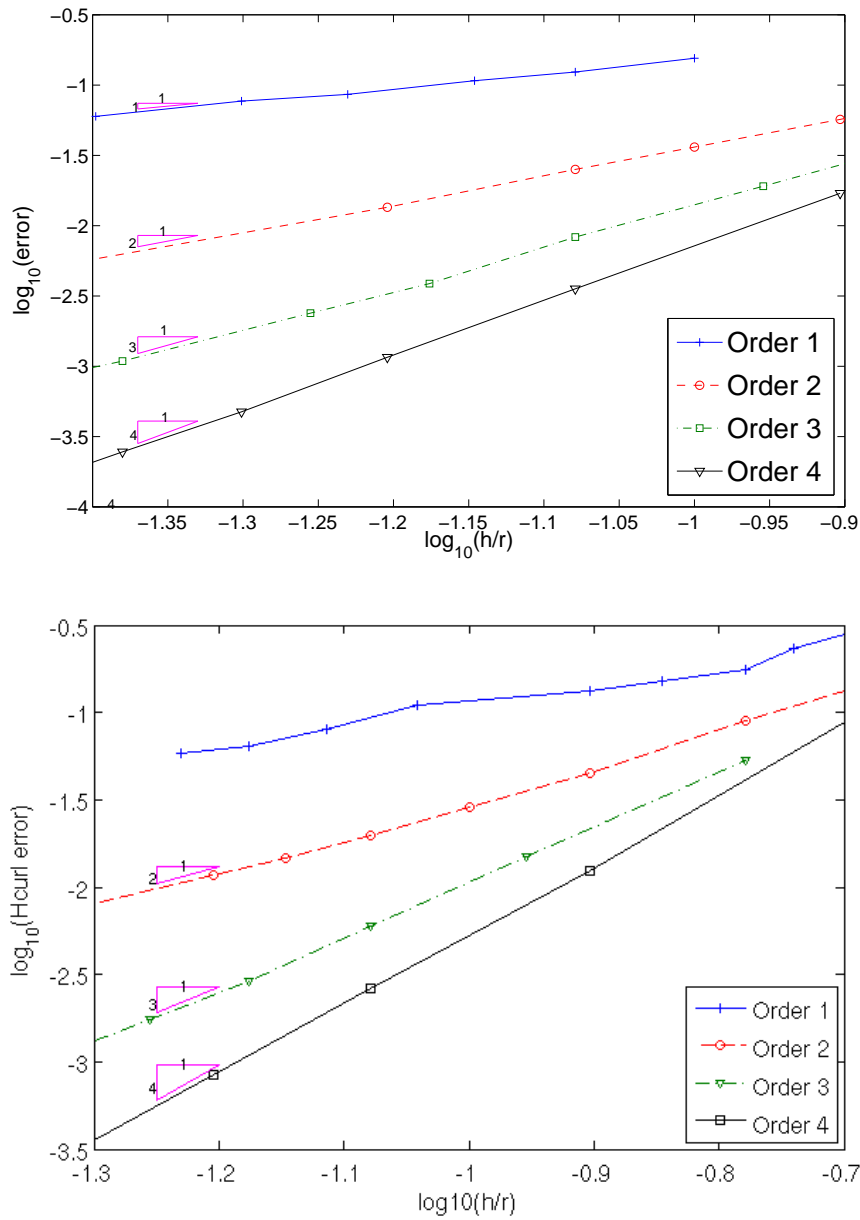 −0.5
−1
−1.5
−2
−2.5
−3
−3.5
−4
log10(error)
1
1
1
2
1
3
1
4
4
Order 1
Order 2
Order 3
Order 4
−1.35 −1.3 −1.25 −1.2 −1.15 −1.1 −1.05 −1 −0.95 −0.9
log10(h/r)
-0.5
-1
-1.5
-2
-2.5
-3
-3.5
log10(Hcurl error)
1
2
1
3
1
4
Order 1
Order 2
Order 3
Order 4
-1.3 -1.2 -1.1 -1 -0.9 -0.8 -0.7
log10(h/r)